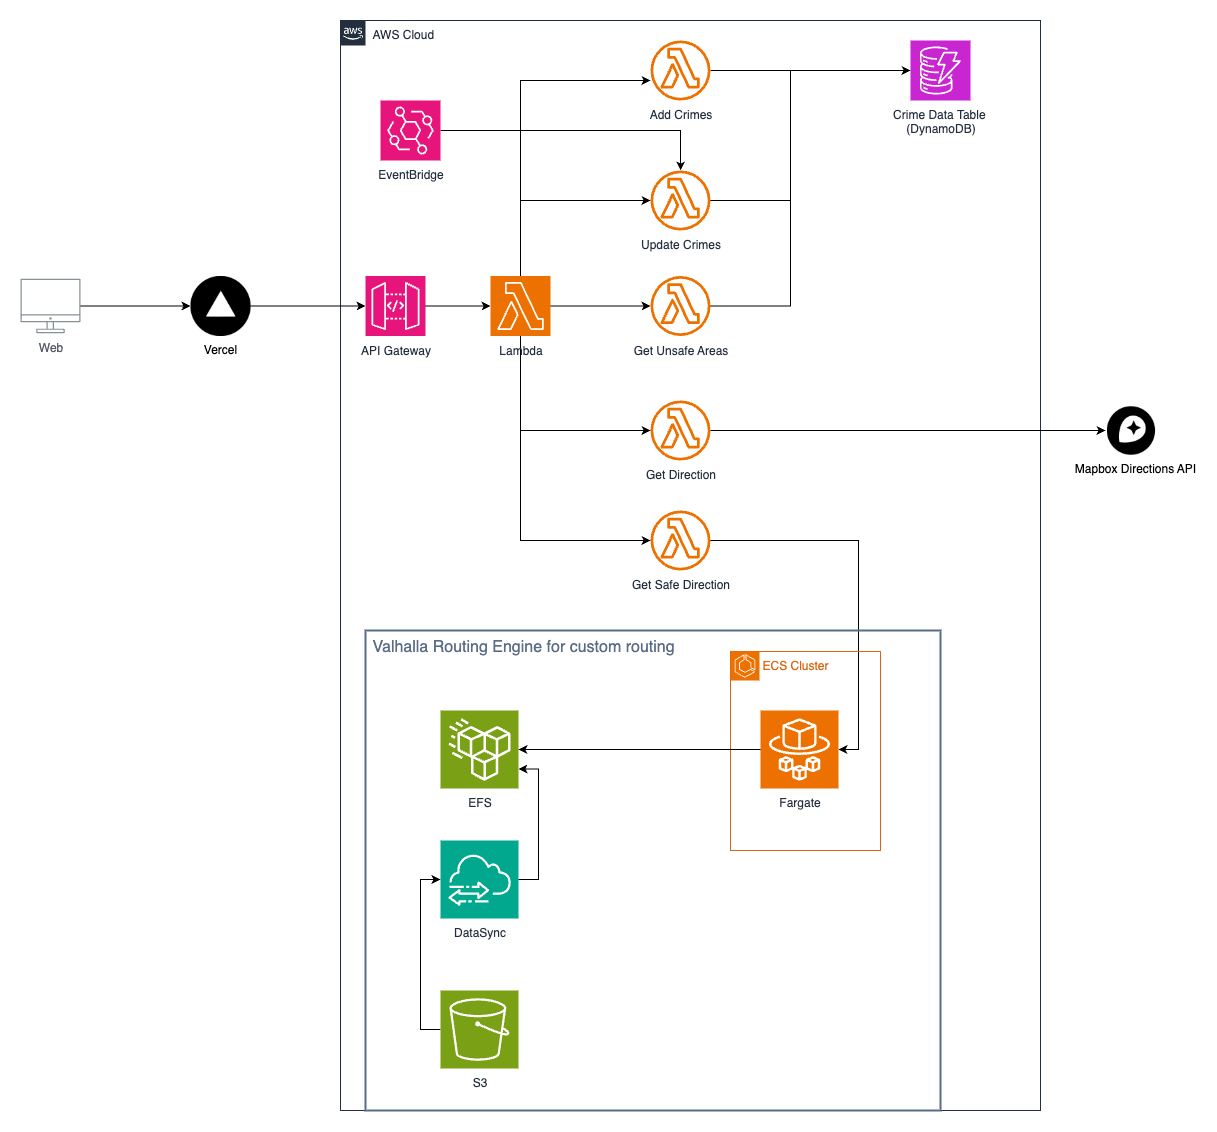 aws
AWS Cloud
Add Crimes
Crime Data Table
(DynamoDB)
EventBridge
Update Crimes
Web
Vercel
API Gateway
Lambda
Get Unsafe Areas
Get Direction
Mapbox Directions API
Get Safe Direction
Valhalla Routing Engine for custom routing
ECS Cluster
EFS
Fargate
DataSync
S3